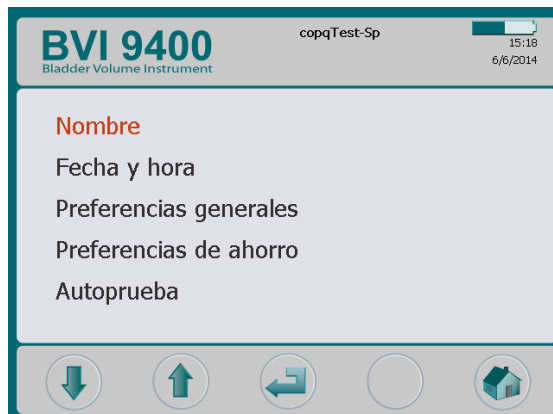 BVI 9400
Bladder Volume Instrument
copqTest-Sp
15:18
6/6/2014
Nombre
Fecha y hora
Preferencias generales
Preferencias de ahorro
Autoprueba